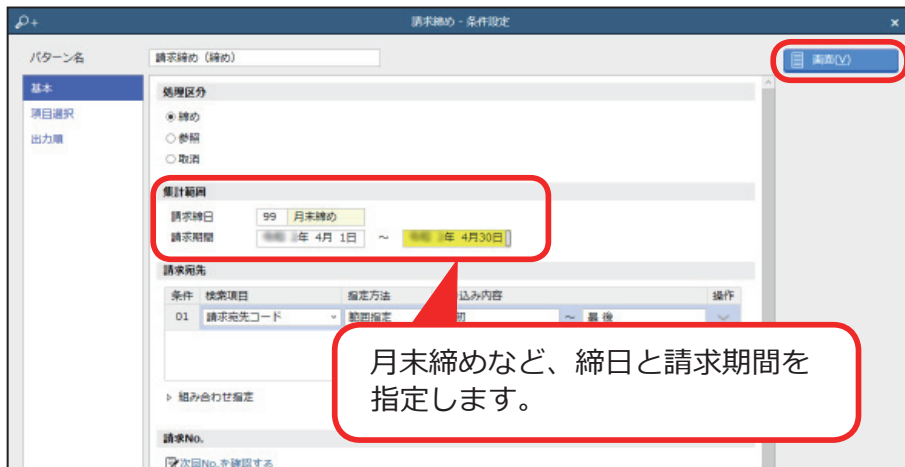 請求締め - 条件設定
パターン名 請求締め（締め） 画面(V)
基本
項目選択
出力順
処理区分
締め
参照
取消
集計範囲
請求締日 99 月末締め
請求期間 年 4月 1日 ～ 年 4月30日
請求宛先
条件 検索項目 指定方法 込み内容 操作
01 請求宛先コード 範囲指定 ～ 最後
月末締めなど、締日と請求期間を
指定します。
組み合わせ指定
請求No.
次回No.を確認する